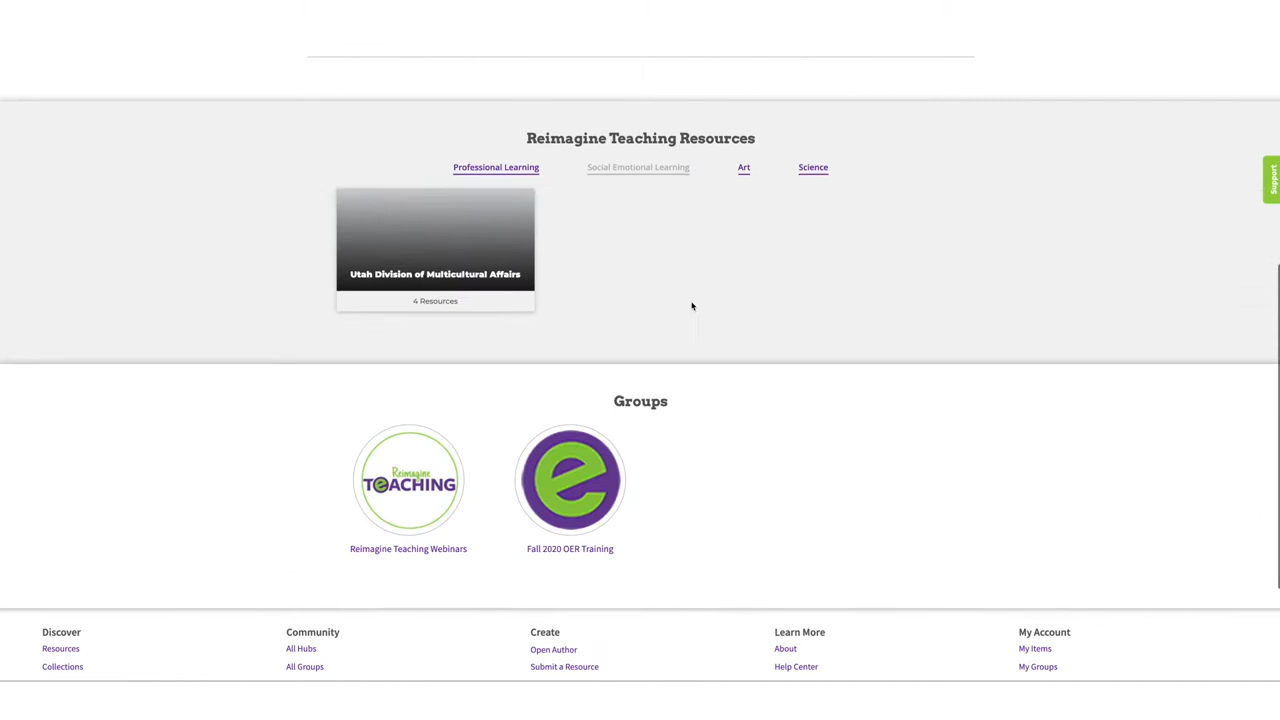 Reimagine Teaching Resources
Professional Learning
Social Emotional Learning
Art
Science
Support
Utah Division of Multicultural Affairs
4 Resources
Groups
Reimagine
TEACHING
e
Reimagine Teaching Webinars
Fall 2020 OER Training
Discover
Resources
Collections
Community
All Hubs
All Groups
Create
Open Author
Submit a Resource
Learn More
About
Help Center
My Account
My Items
My Groups